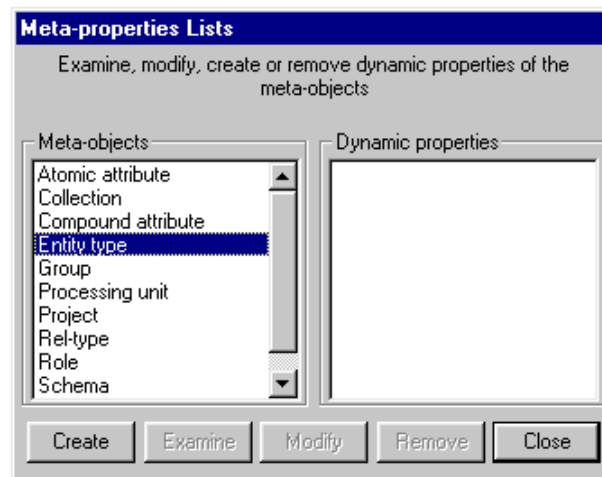 Meta-properties Lists
Examine, modify, create or remove dynamic properties of the
meta-objects
Meta-objects
Dynamic properties
Atomic attribute
Collection
Compound attribute
Entity type
Group
Processing unit
Project
Rel-type
Role
Schema
Create
Examine
Modify
Remove
Close